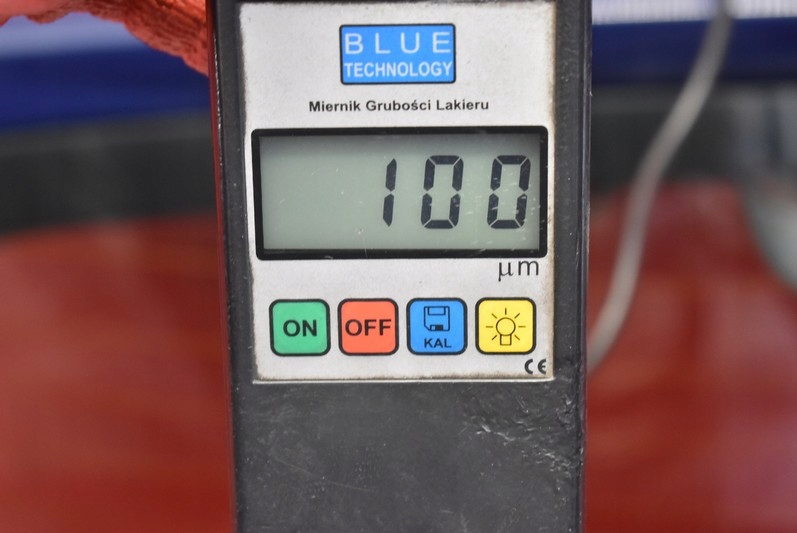 BLUE
TECHNOLOGY
Miernik Grubości Lakieru
100
µm
ON OFF KAL
CE